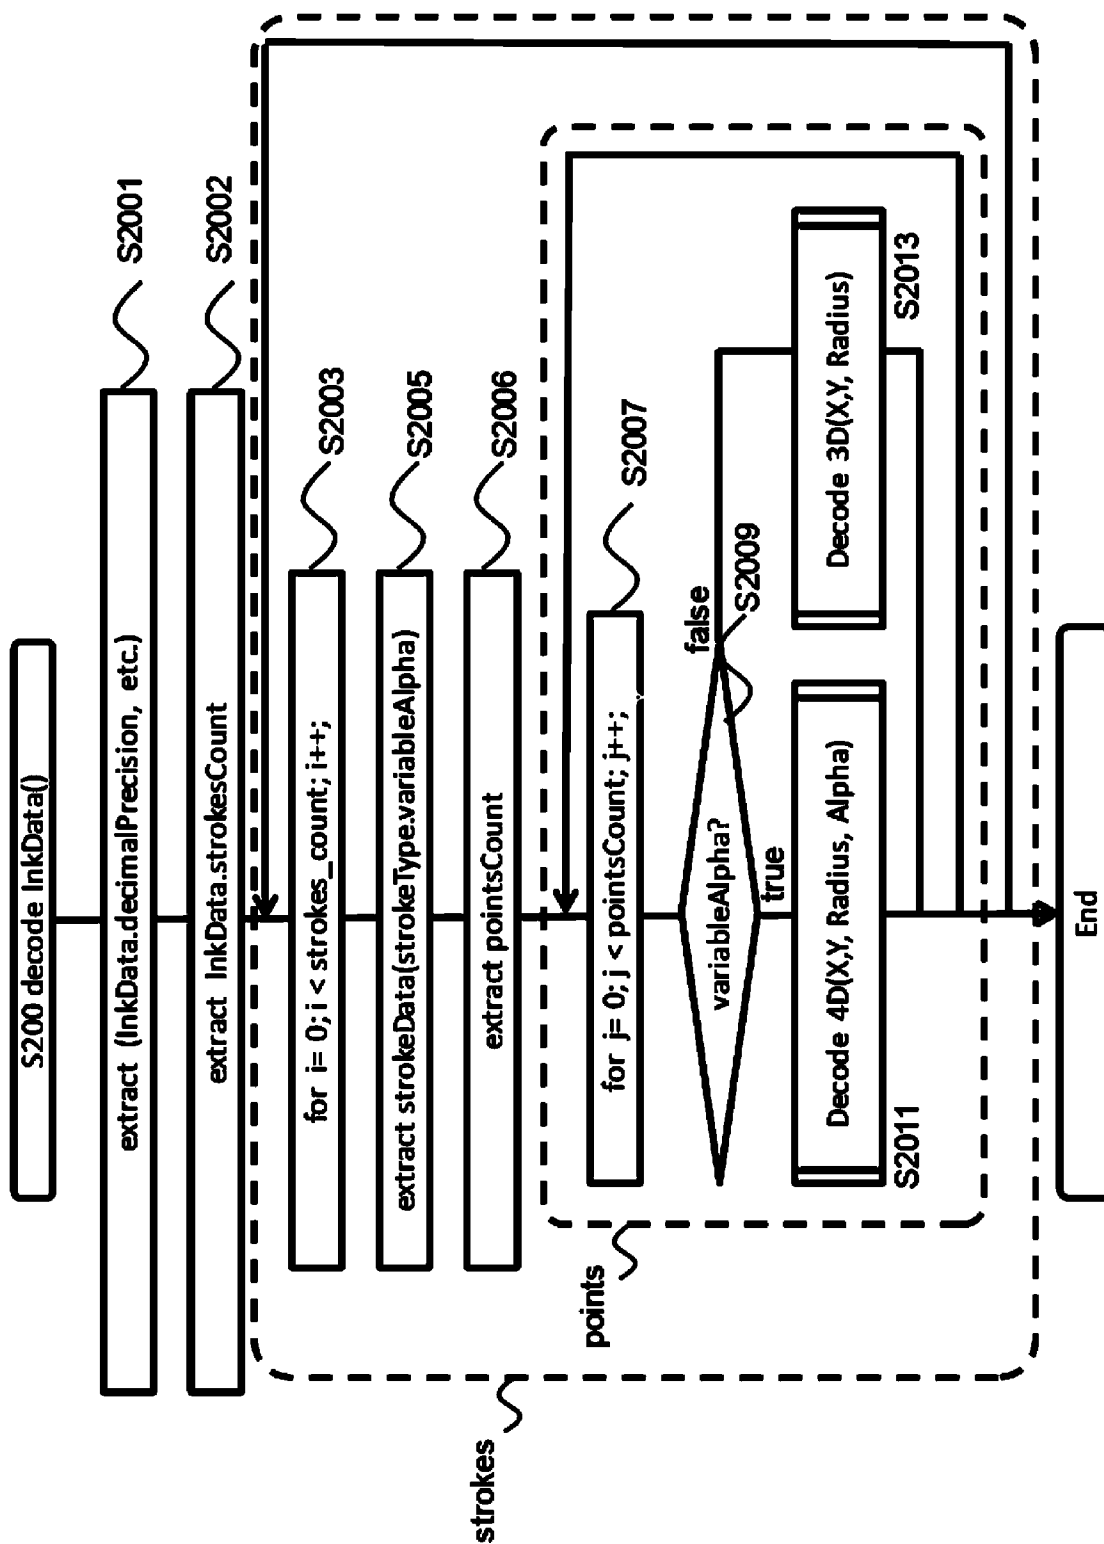 S200 decode InkData()
extract (InkData.decimalPrecision, etc.)
S2001
extract InkData.strokesCount
S2002
for i= 0; i < strokes_count; i++;
S2003
extract strokeData(strokeType.variableAlpha)
S2005
extract pointsCount
S2006
for j= 0; j < pointsCount; j++;
S2007
variableAlpha?
false
S2009
true
Decode 4D(X,Y, Radius, Alpha)
S2011
Decode 3D(X,Y, Radius)
S2013
points
strokes
End